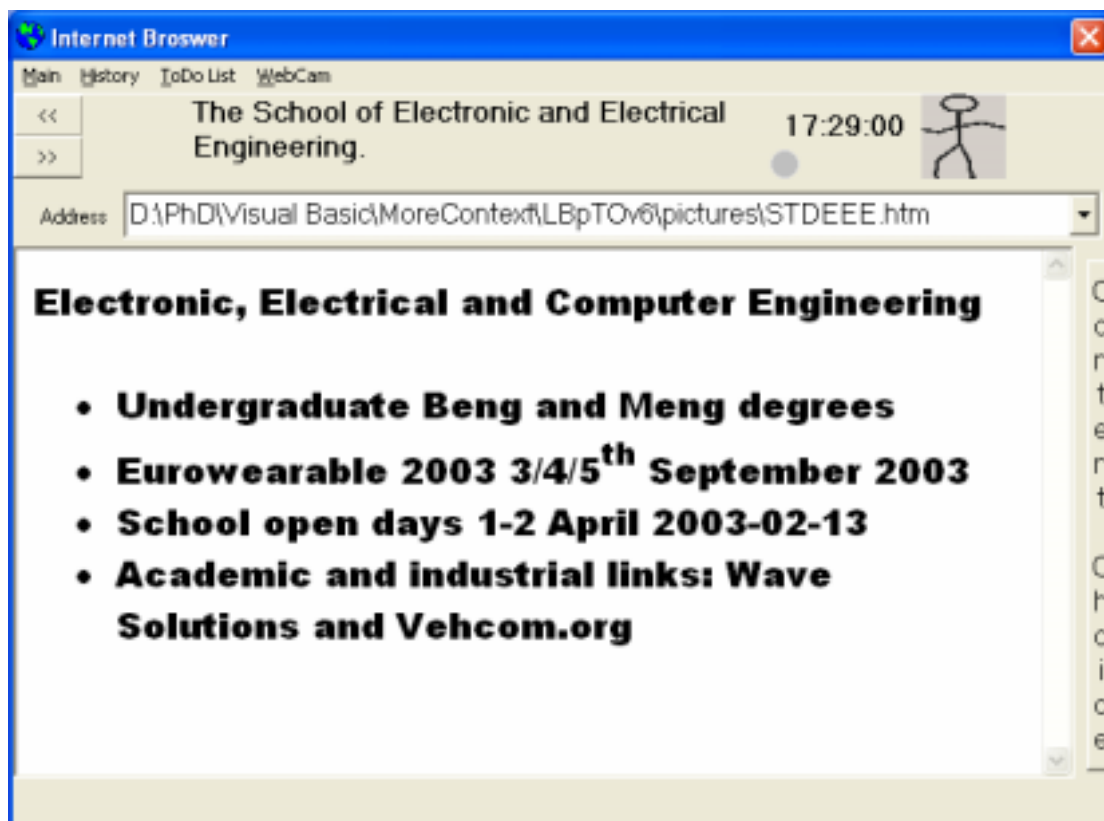 Internet Broswer
Main History ToDo List WebCam
<<
>>
The School of Electronic and Electrical
Engineering.
17:29:00
Address D:\PhD\Visual Basic\MoreContext\LBpTOv6\pictures\STDEEE.htm
Electronic, Electrical and Computer Engineering
• Undergraduate Beng and Meng degrees
• Eurowearable 2003 3/4/5th September 2003
• School open days 1-2 April 2003-02-13
• Academic and industrial links: Wave
Solutions and Vehcom.org